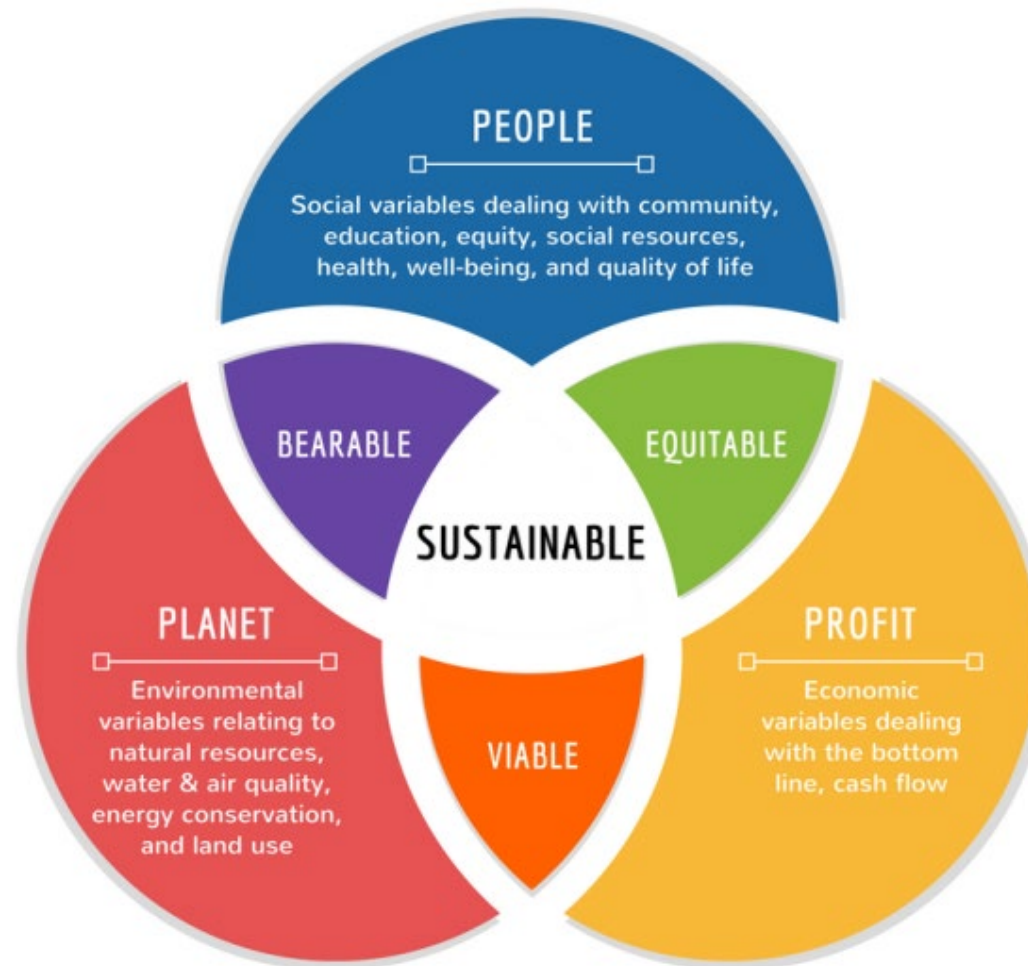 PEOPLE
Social variables dealing with community,
education, equity, social resources,
health, well-being, and quality of life
BEARABLE
EQUITABLE
SUSTAINABLE
PLANET
Environmental
variables relating to
natural resources,
water & air quality,
energy conservation,
and land use
PROFIT
Economic
variables dealing
with the bottom
line, cash flow
VIABLE